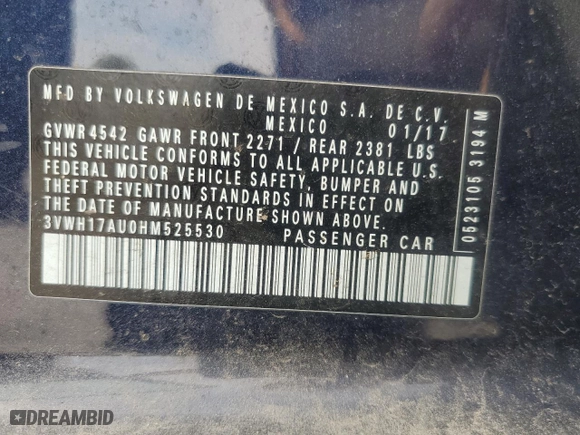 MFD BY VOLKSWAGEN DE MEXICO S.A. DE C.V.
MEXICO 01/17
GVWR 4542 GAWR FRONT 2271 / REAR 2381 LBS
THIS VEHICLE CONFORMS TO ALL APPLICABLE U.S.
FEDERAL MOTOR VEHICLE SAFETY, BUMPER AND
THEFT PREVENTION STANDARDS IN EFFECT ON
THE DATE OF MANUFACTURE SHOWN ABOVE.
3VWH17AU0HM525530 PASSENGER CAR
0523105 3194 M
DREAMBID